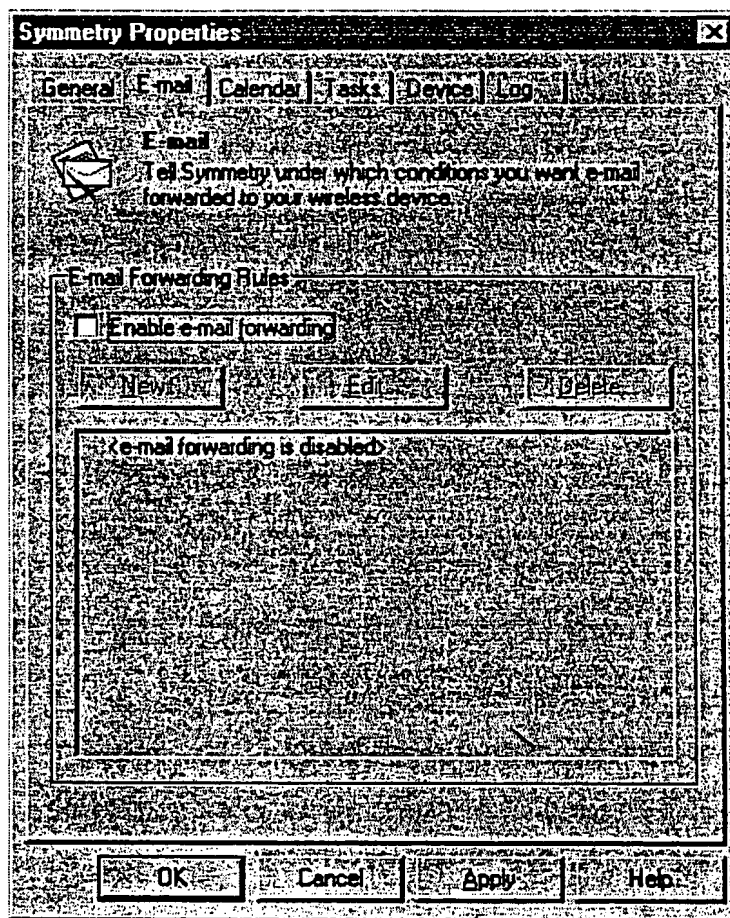 Symmetry Properties
General E-mail Calendar Tasks Device Log
E-mail
Tell Symmetry under which conditions you want e-mail
forwarded to your wireless device.
E-mail Forwarding Rules
Enable e-mail forwarding
New... Edit... Delete...
<e-mail forwarding is disabled>
OK Cancel Apply Help